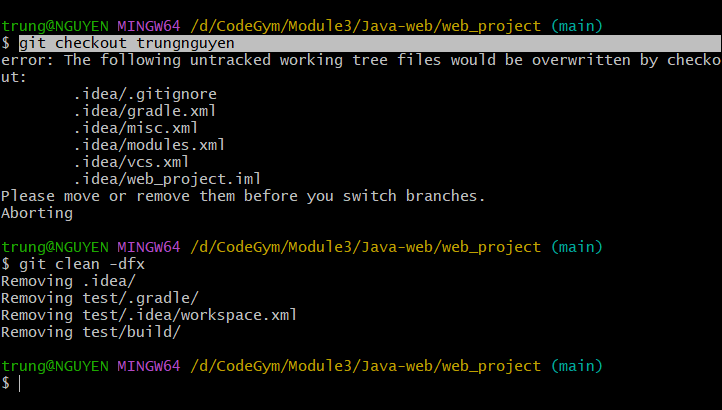 trung@NGUYEN MINGW64 /d/CodeGym/Module3/Java-web/web_project (main)
$ git checkout trungnguyen
error: The following untracked working tree files would be overwritten by checko
ut:
        .idea/.gitignore
        .idea/gradle.xml
        .idea/misc.xml
        .idea/modules.xml
        .idea/vcs.xml
        .idea/web_project.iml
Please move or remove them before you switch branches.
Aborting
trung@NGUYEN MINGW64 /d/CodeGym/Module3/Java-web/web_project (main)
$ git clean -dfx
Removing .idea/
Removing test/.gradle/
Removing test/.idea/workspace.xml
Removing test/build/
trung@NGUYEN MINGW64 /d/CodeGym/Module3/Java-web/web_project (main)
$